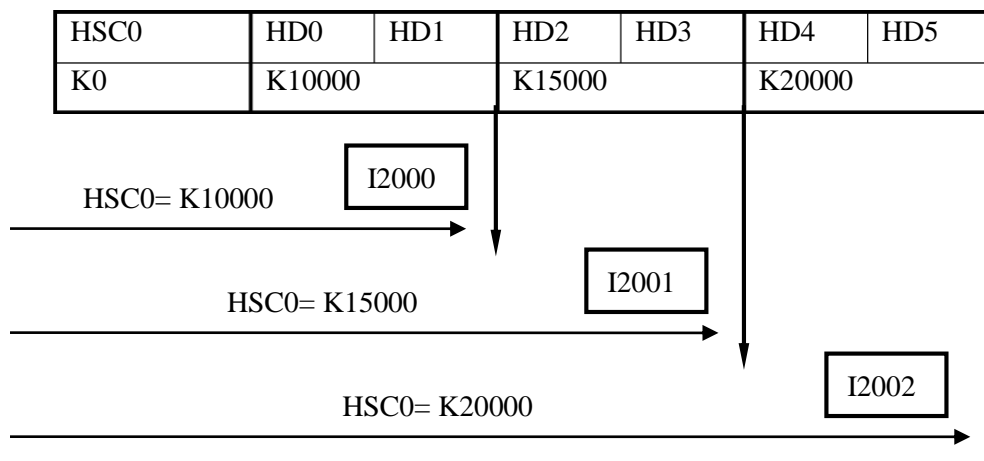 HSC0 HD0 HD1 HD2 HD3 HD4 HD5
K0 K10000 K15000 K20000
I2000
HSC0= K10000
I2001
HSC0= K15000
I2002
HSC0= K20000